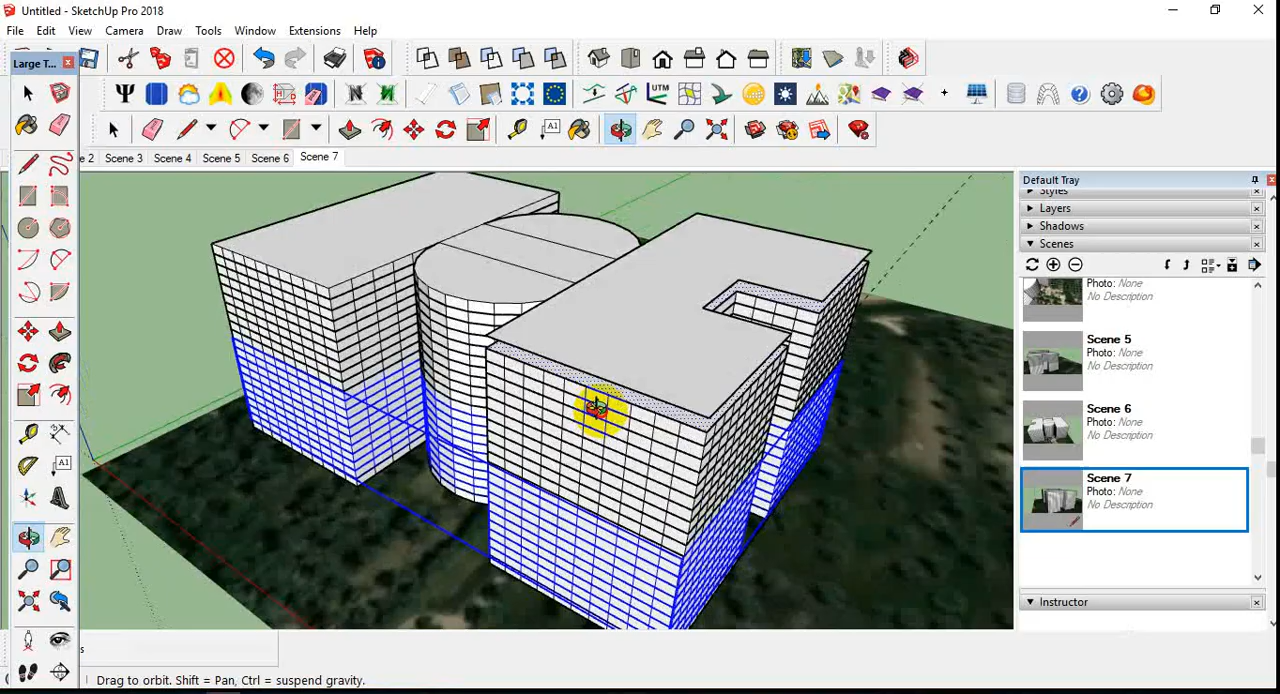 Untitled - SketchUp Pro 2018
File Edit View Camera Draw Tools Window Extensions Help
Large T...
UTM
A1
e 2 Scene 3 Scene 4 Scene 5 Scene 6 Scene 7
Default Tray
Styles
Layers
Shadows
Scenes
Photo: None
No Description
Scene 5
Photo: None
No Description
Scene 6
Photo: None
No Description
Scene 7
Photo: None
No Description
A1
Instructor
s
Drag to orbit. Shift = Pan, Ctrl = suspend gravity.